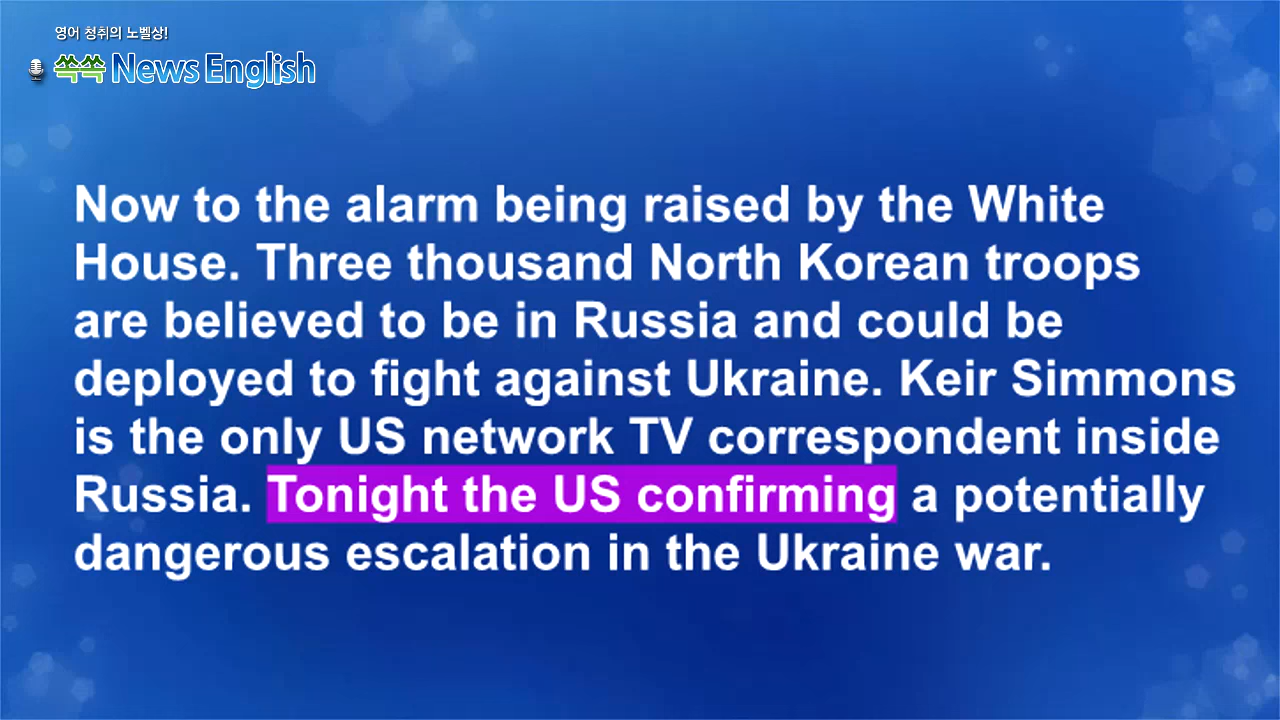 영어 청취의 노벨상!
쏙쏙 News English
Now to the alarm being raised by the White
House. Three thousand North Korean troops
are believed to be in Russia and could be
deployed to fight against Ukraine. Keir Simmons
is the only US network TV correspondent inside
Russia. Tonight the US confirming a potentially
dangerous escalation in the Ukraine war.